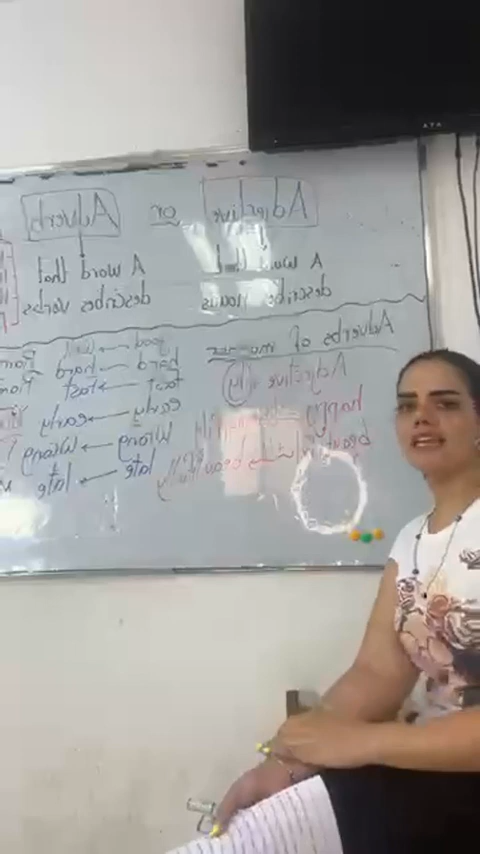 ATA
Adjective or Adverb
A word that
describes nouns
A word that
describes verbs
Adverbs of manner
Adjective + ly
happy → happily
beautiful → beautifully
good → well
hard → hard
fast → fast
early → early
wrong → wrong
late → late